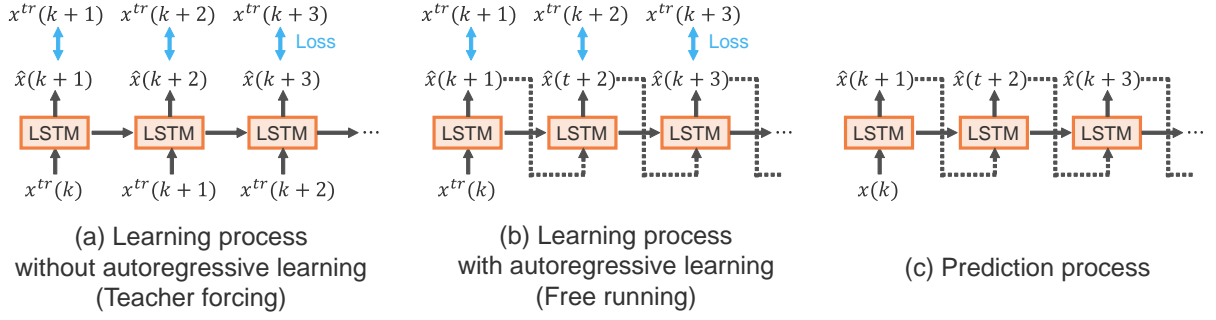 x^{tr}(k + 1) x^{tr}(k + 2) x^{tr}(k + 3)
Loss
x̂(k + 1) x̂(k + 2) x̂(k + 3)
LSTM LSTM LSTM ...
x^{tr}(k) x^{tr}(k + 1) x^{tr}(k + 2)
(a) Learning process
without autoregressive learning
(Teacher forcing)
x^{tr}(k + 1) x^{tr}(k + 2) x^{tr}(k + 3)
Loss
x̂(k + 1) x̂(t + 2) x̂(k + 3)
LSTM LSTM LSTM ...
x^{tr}(k)
(b) Learning process
with autoregressive learning
(Free running)
x̂(k + 1) x̂(t + 2) x̂(k + 3)
LSTM LSTM LSTM ...
x(k)
(c) Prediction process